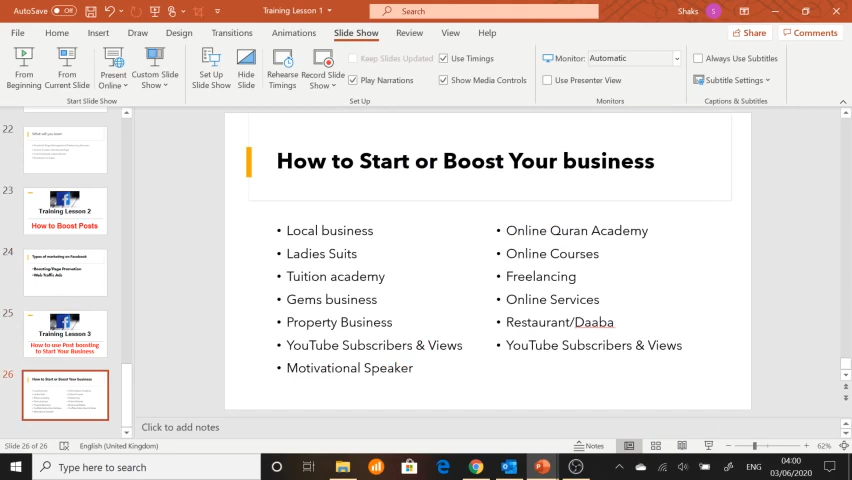 AutoSave Off Training Lesson 1 Search Shaks S
File Home Insert Draw Design Transitions Animations Slide Show Review View Help Share Comments
From Beginning
From Current Slide
Present Online
Custom Slide Show
Set Up Slide Show
Hide Slide
Rehearse Timings
Record Slide Show
Keep Slides Updated
Use Timings
Play Narrations
Show Media Controls
Monitor: Automatic
Use Presenter View
Always Use Subtitles
Subtitle Settings
Start Slide Show Set Up Monitors Captions & Subtitles
22
What will you learn
23
Training Lesson 2
How to Boost Posts
24
Types of marketing on Facebook
Boosting/Page Promotion
Web Traffic Ads
25
Training Lesson 3
How to use Post boosting
to Start Your Business
26
How to Start or Boost Your business
How to Start or Boost Your business
• Local business
• Ladies Suits
• Tuition academy
• Gems business
• Property Business
• YouTube Subscribers & Views
• Motivational Speaker
• Online Quran Academy
• Online Courses
• Freelancing
• Online Services
• Restaurant/Daaba
• YouTube Subscribers & Views
Click to add notes
Slide 26 of 26 English (United Kingdom) Notes 62%
Type here to search ENG 04:00
03/06/2020